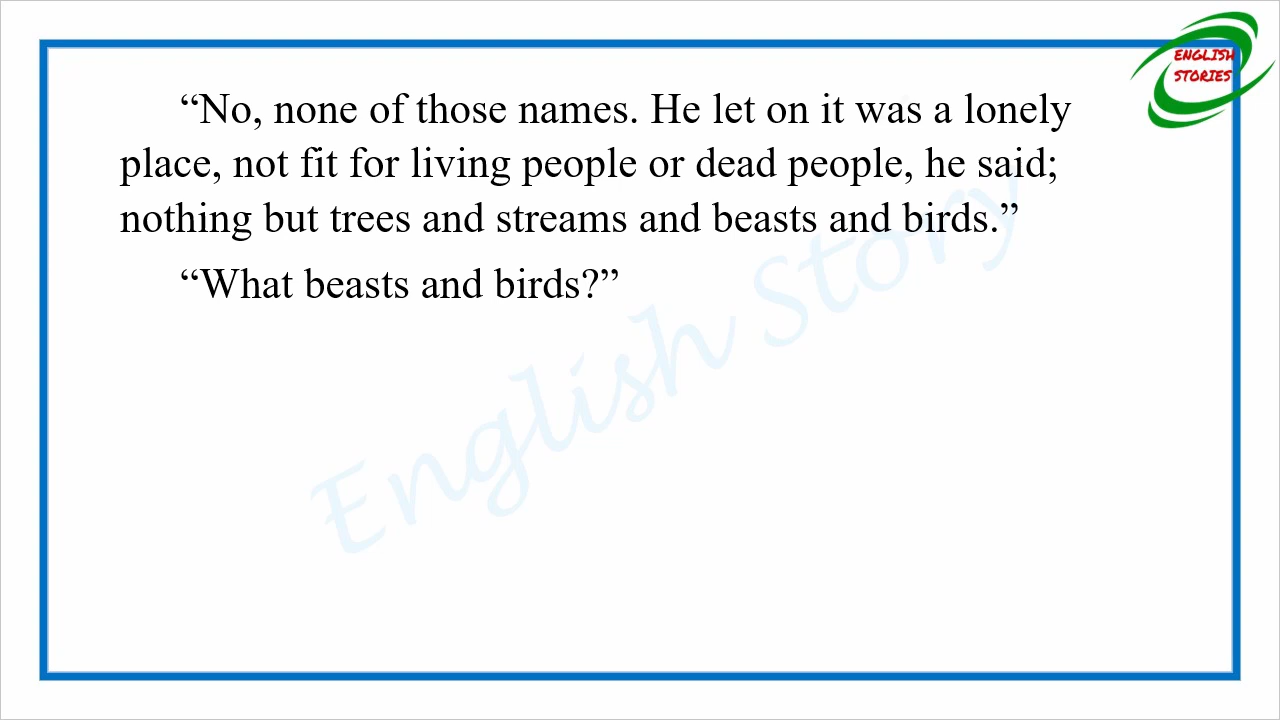 ENGLISH
STORIES
“No, none of those names. He let on it was a lonely
place, not fit for living people or dead people, he said;
nothing but trees and streams and beasts and birds.”
“What beasts and birds?”
English Story